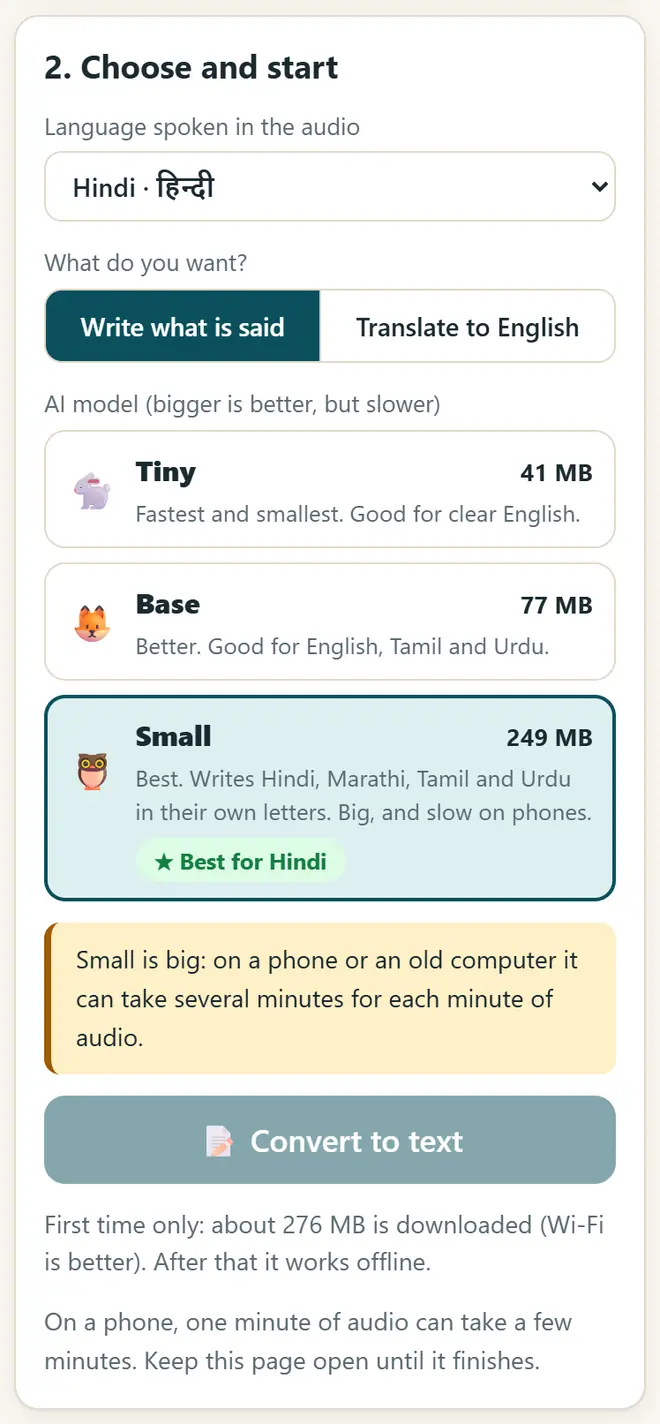 2. Choose and start
Language spoken in the audio
Hindi · हिन्दी
What do you want?
Write what is said
Translate to English
AI model (bigger is better, but slower)
Tiny
41 MB
Fastest and smallest. Good for clear English.
Base
77 MB
Better. Good for English, Tamil and Urdu.
Small
249 MB
Best. Writes Hindi, Marathi, Tamil and Urdu
in their own letters. Big, and slow on phones.
★ Best for Hindi
Small is big: on a phone or an old computer it
can take several minutes for each minute of
audio.
Convert to text
First time only: about 276 MB is downloaded (Wi-Fi
is better). After that it works offline.
On a phone, one minute of audio can take a few
minutes. Keep this page open until it finishes.